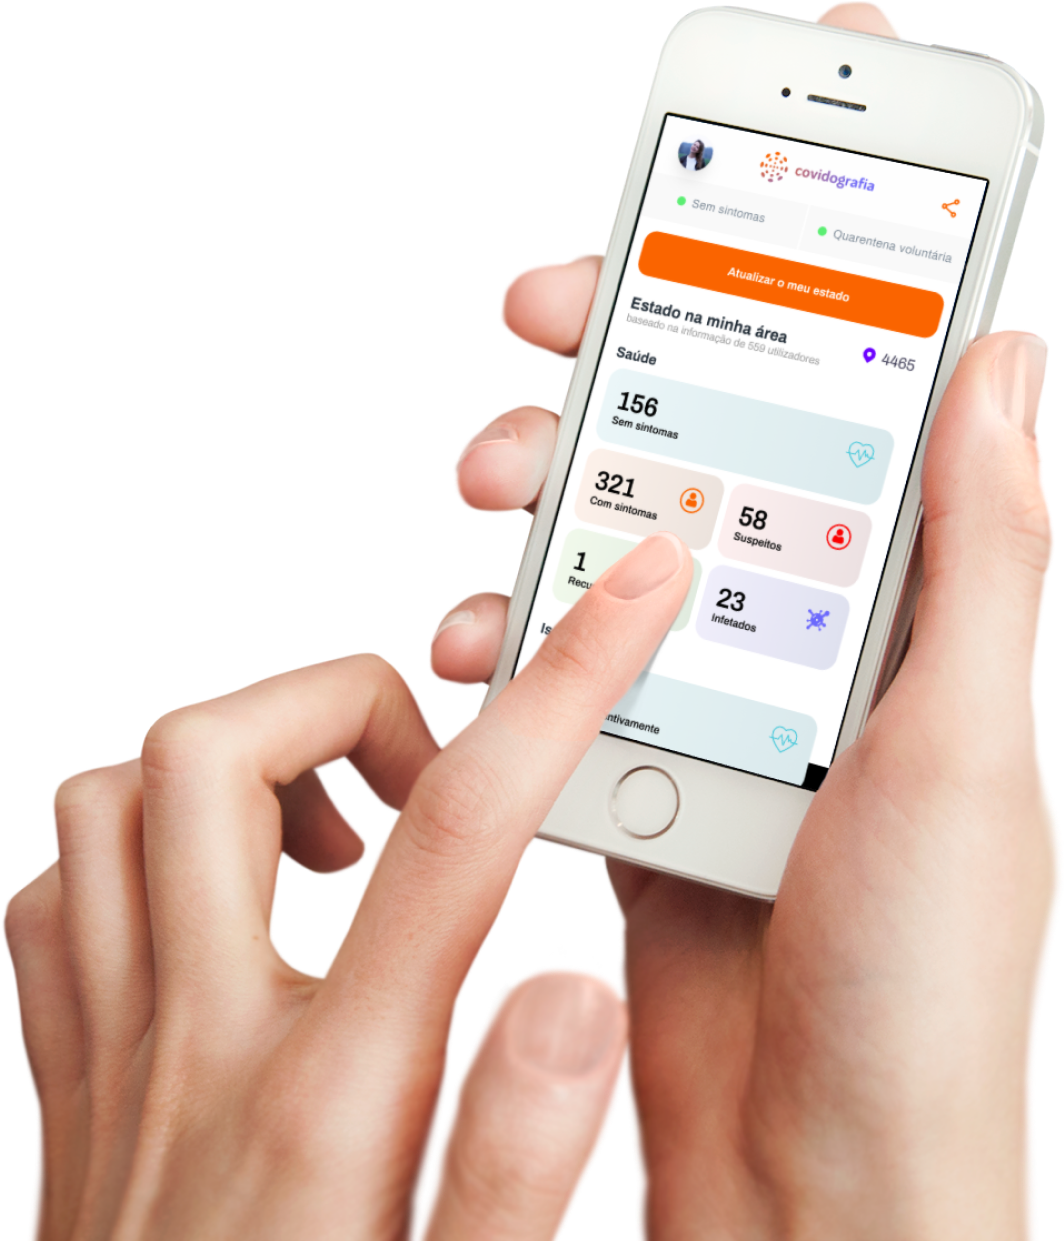 covidografia
Sem sintomas
Quarentena voluntária
Atualizar o meu estado
Estado na minha área
baseado na informação de 559 utilizadores
4465
Saúde
156
Sem sintomas
321
Com sintomas
58
Suspeitos
1
23
Infetados